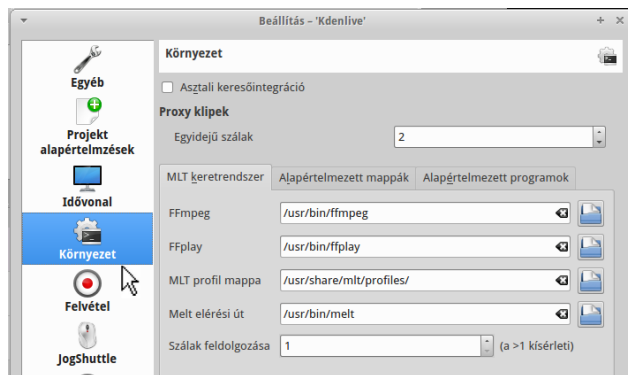 Beállítás – 'Kdenlive'
Egyéb
Projekt
alapértelmzések
Idővonal
Környezet
Felvétel
JogShuttle
Környezet
Asztali keresőintegráció
Proxy klipek
Egyidejű szálak 2
MLT keretrendszer Alapértelmezett mappák Alapértelmezett programok
FFmpeg /usr/bin/ffmpeg
FFplay /usr/bin/ffplay
MLT profil mappa /usr/share/mlt/profiles/
Melt elérési út /usr/bin/melt
Szálak feldolgozása 1 (a >1 kísérleti)